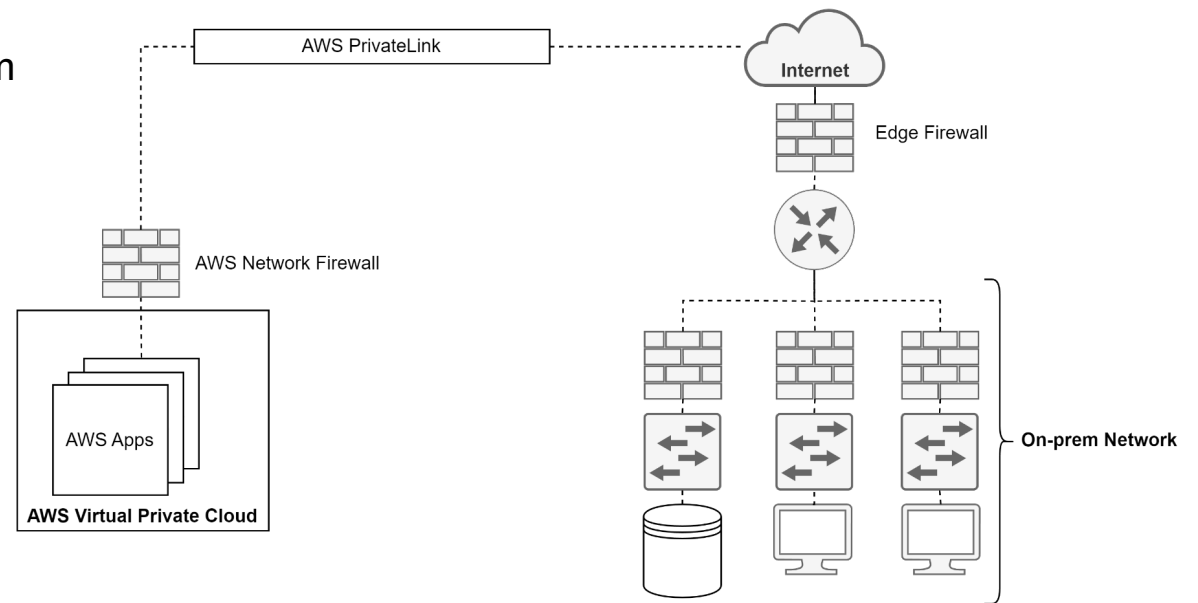 AWS PrivateLink
Internet
Edge Firewall
AWS Network Firewall
AWS Apps
On-prem Network
AWS Virtual Private Cloud